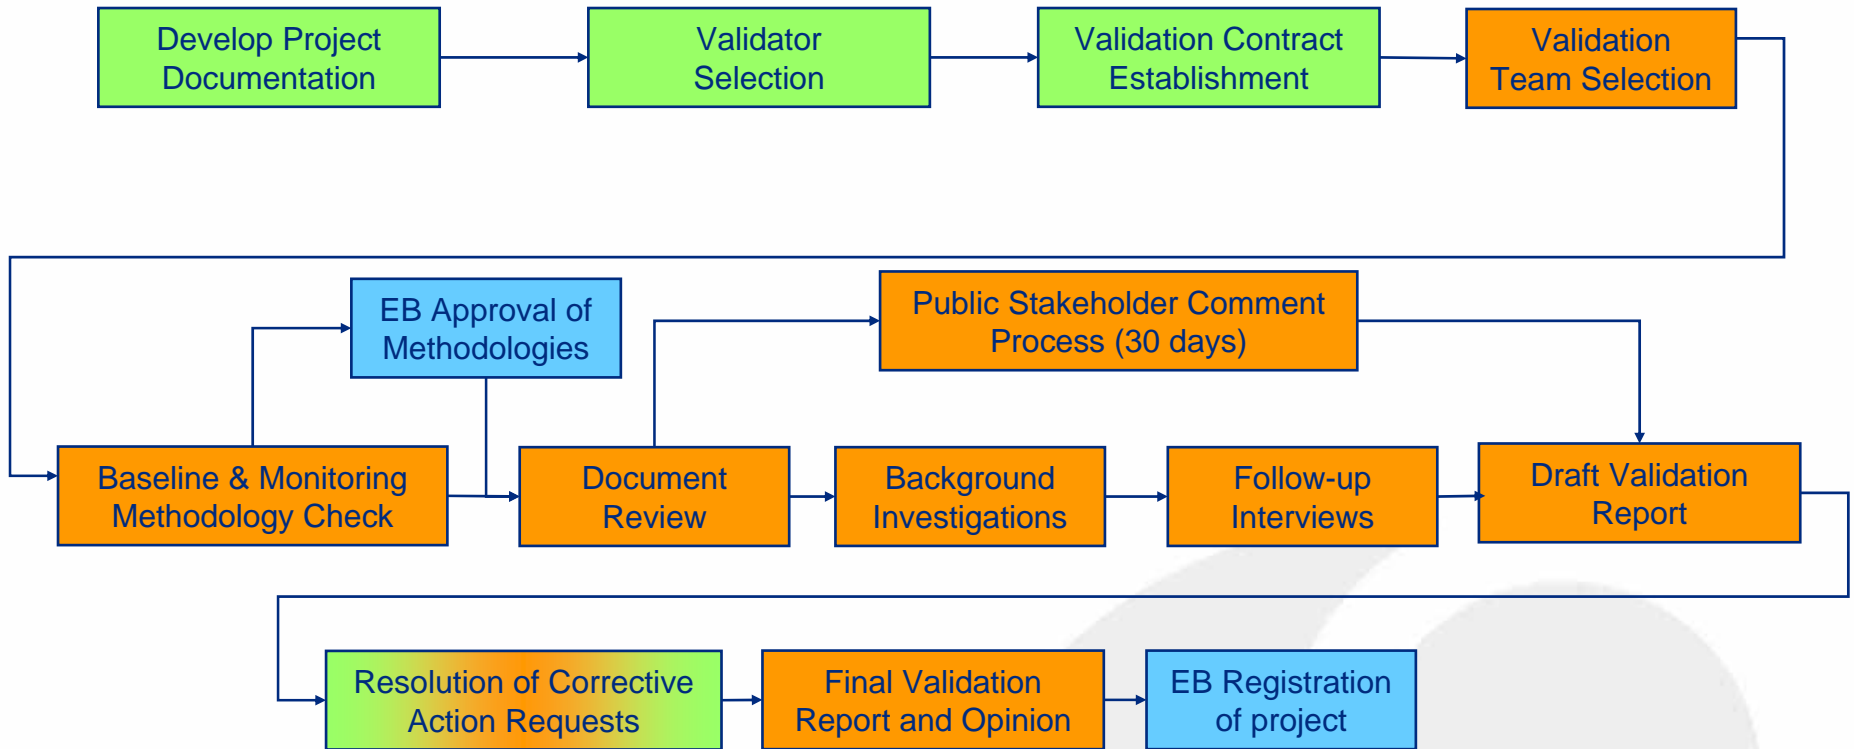 Develop Project
Documentation
Validator
Selection
Validation Contract
Establishment
Validation
Team Selection
EB Approval of
Methodologies
Public Stakeholder Comment
Process (30 days)
Baseline & Monitoring
Methodology Check
Document
Review
Background
Investigations
Follow-up
Interviews
Draft Validation
Report
Resolution of Corrective
Action Requests
Final Validation
Report and Opinion
EB Registration
of project